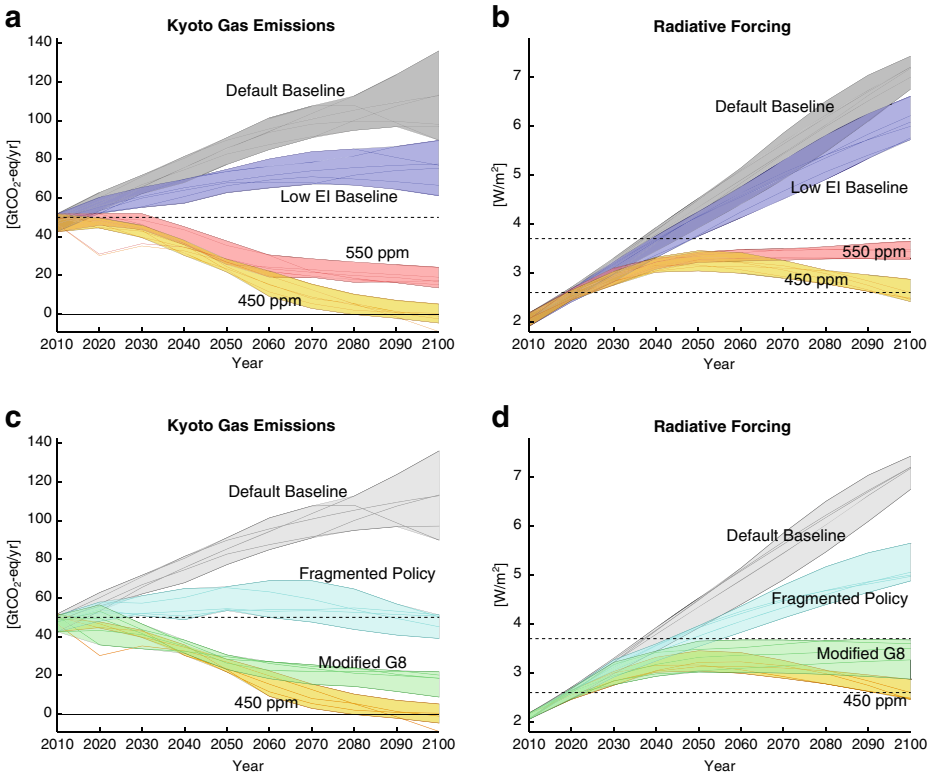 a
Kyoto Gas Emissions
[GtCO2-eq/yr]
140
120
100
80
60
40
20
0
Default Baseline
Low EI Baseline
550 ppm
450 ppm
2010 2020 2030 2040 2050 2060 2070 2080 2090 2100
Year
b
Radiative Forcing
[W/m²]
7
6
5
4
3
2
Default Baseline
Low EI Baseline
550 ppm
450 ppm
2010 2020 2030 2040 2050 2060 2070 2080 2090 2100
Year
c
Kyoto Gas Emissions
[GtCO2-eq/yr]
140
120
100
80
60
40
20
0
Default Baseline
Fragmented Policy
Modified G8
450 ppm
2010 2020 2030 2040 2050 2060 2070 2080 2090 2100
Year
d
Radiative Forcing
[W/m²]
7
6
5
4
3
2
Default Baseline
Fragmented Policy
Modified G8
450 ppm
2010 2020 2030 2040 2050 2060 2070 2080 2090 2100
Year